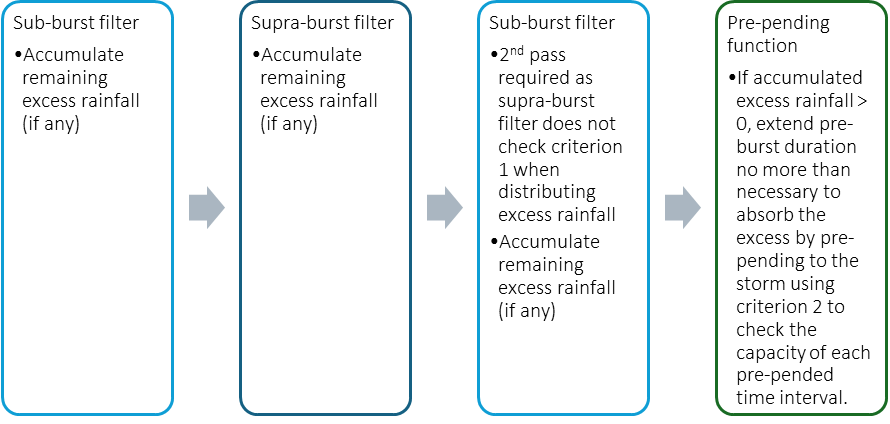 Sub-burst filter
•Accumulate
remaining
excess rainfall
(if any)
Supra-burst filter
•Accumulate
remaining
excess rainfall
(if any)
Sub-burst filter
•2nd pass
required as
supra-burst
filter does not
check criterion
1 when
distributing
excess rainfall
•Accumulate
remaining
excess rainfall
(if any)
Pre-pending
function
•If accumulated
excess rainfall >
0, extend pre-
burst duration
no more than
necessary to
absorb the
excess by pre-
pending to the
storm using
criterion 2 to
check the
capacity of each
pre-pended
time interval.